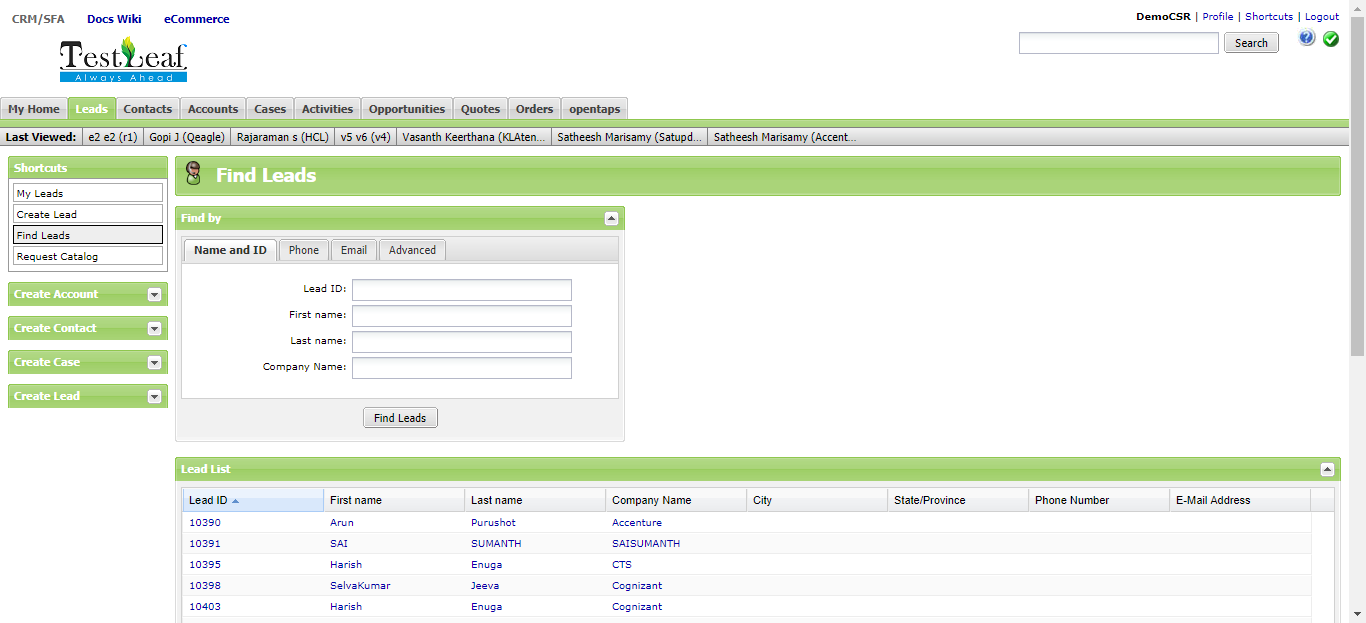 CRM/SFA Docs Wiki eCommerce
DemoCSR | Profile | Shortcuts | Logout
Search
TestLeaf
Always Ahead
My Home Leads Contacts Accounts Cases Activities Opportunities Quotes Orders opentaps
Last Viewed: e2 e2 (r1) Gopi J (Qeagle) Rajaraman s (HCL) v5 v6 (v4) Vasanth Keerthana (KLAten... Satheesh Marisamy (Satupd... Satheesh Marisamy (Accent...
Shortcuts
My Leads
Create Lead
Find Leads
Request Catalog
Create Account
Create Contact
Create Case
Create Lead
Find Leads
Find by
Name and ID Phone Email Advanced
Lead ID:
First name:
Last name:
Company Name:
Find Leads
Lead List
Lead ID First name Last name Company Name City State/Province Phone Number E-Mail Address
10390 Arun Purushot Accenture
10391 SAI SUMANTH SAISUMANTH
10395 Harish Enuga CTS
10398 SelvaKumar Jeeva Cognizant
10403 Harish Enuga Cognizant